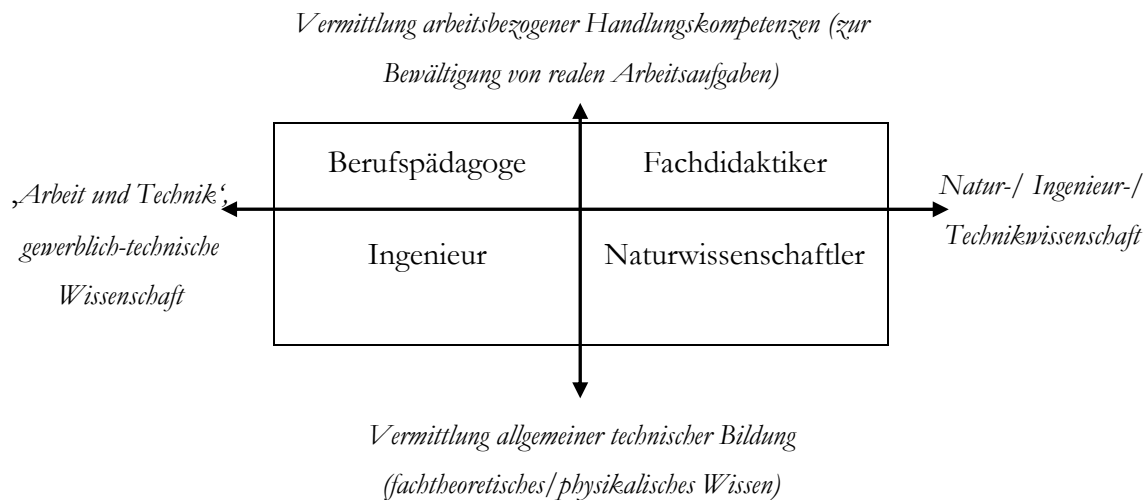 Vermittlung arbeitsbezogener Handlungskompetenzen (zur
Bewältigung von realen Arbeitsaufgaben)
Berufspädagoge
Fachdidaktiker
‚Arbeit und Technik‘,
gewerblich-technische
Wissenschaft
Natur-/ Ingenieur-/
Technikwissenschaft
Ingenieur
Naturwissenschaftler
Vermittlung allgemeiner technischer Bildung
(fachtheoretisches/physikalisches Wissen)